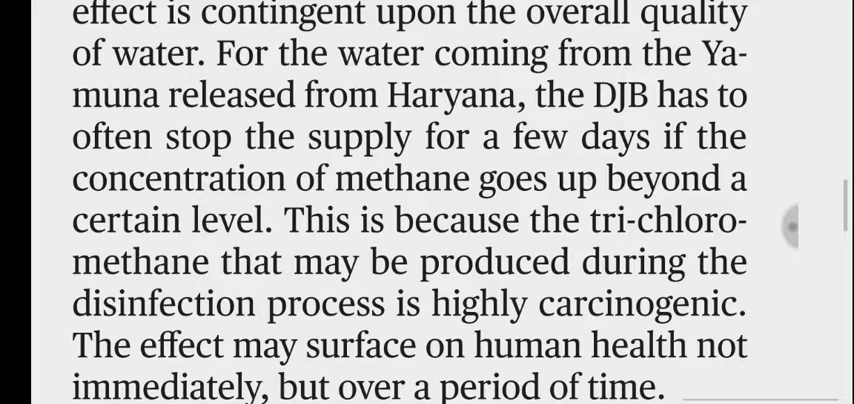 effect is contingent upon the overall quality
of water. For the water coming from the Ya-
muna released from Haryana, the DJB has to
often stop the supply for a few days if the
concentration of methane goes up beyond a
certain level. This is because the tri-chloro-
methane that may be produced during the
disinfection process is highly carcinogenic.
The effect may surface on human health not
immediately, but over a period of time.